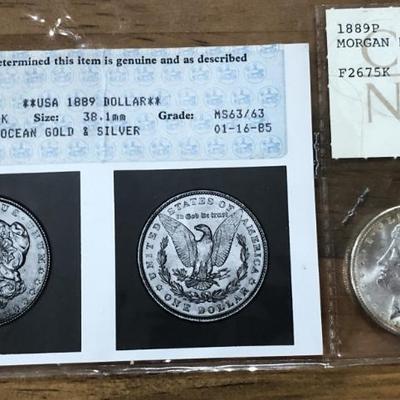 etermined this item is genuine and as described
**USA 1889 DOLLAR**
K Size: 38.1mm Grade: MS63/63
OCEAN GOLD & SILVER 01-16-85
1889P
MORGAN
F2675K
UNITED STATES OF AMERICA
In God we trust
ONE DOLLAR